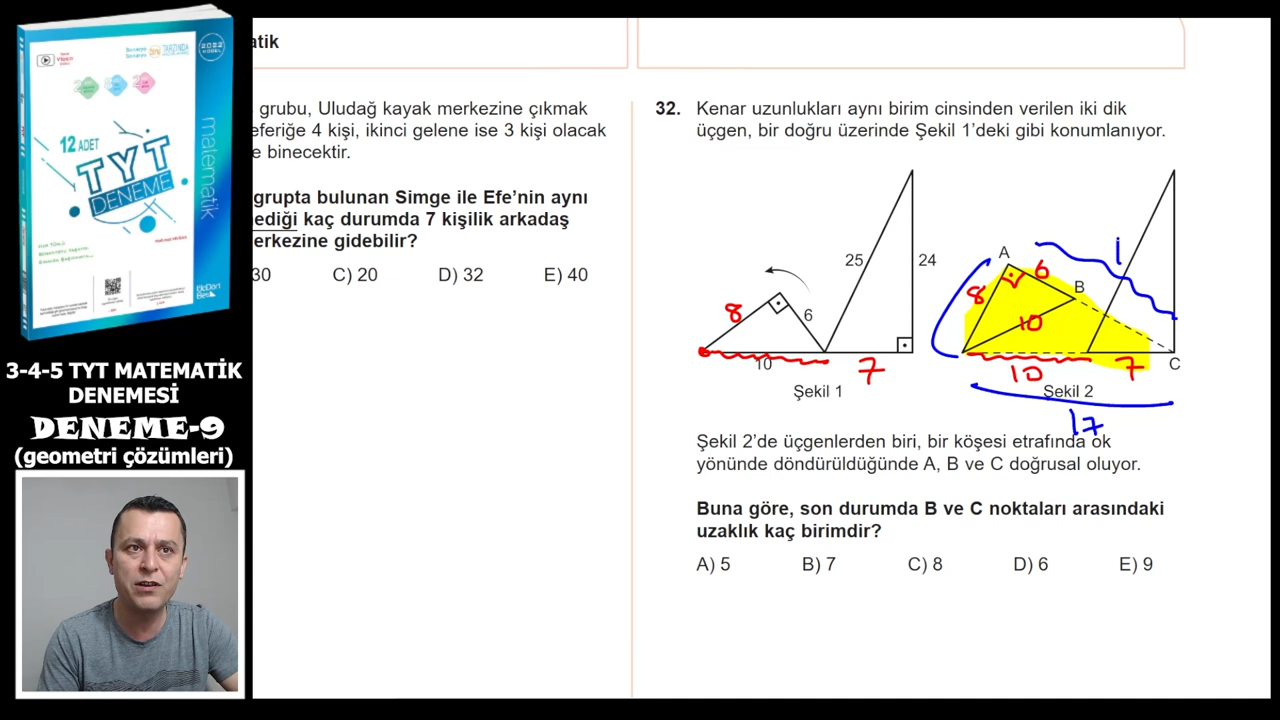 2022
MODEL
TARZINDA
12 ADET
TYT
DENEME
matematik
3-4-5 TYT MATEMATİK
DENEMESİ
DENEME-9
(geometri çözümleri)
atik
grubu, Uludağ kayak merkezine çıkmak
eferiğe 4 kişi, ikinci gelene ise 3 kişi olacak
e binecektir.
grupta bulunan Simge ile Efe’nin aynı
ediği kaç durumda 7 kişilik arkadaş
erkezine gidebilir?
30 C) 20 D) 32 E) 40
32. Kenar uzunlukları aynı birim cinsinden verilen iki dik
üçgen, bir doğru üzerinde Şekil 1’deki gibi konumlanıyor.
8 6 10 25 24 7
Şekil 1
A 6 B 8 10 10 7 C
Şekil 2
17
Şekil 2’de üçgenlerden biri, bir köşesi etrafında ok
yönünde döndürüldüğünde A, B ve C doğrusal oluyor.
Buna göre, son durumda B ve C noktaları arasındaki
uzaklık kaç birimdir?
A) 5 B) 7 C) 8 D) 6 E) 9